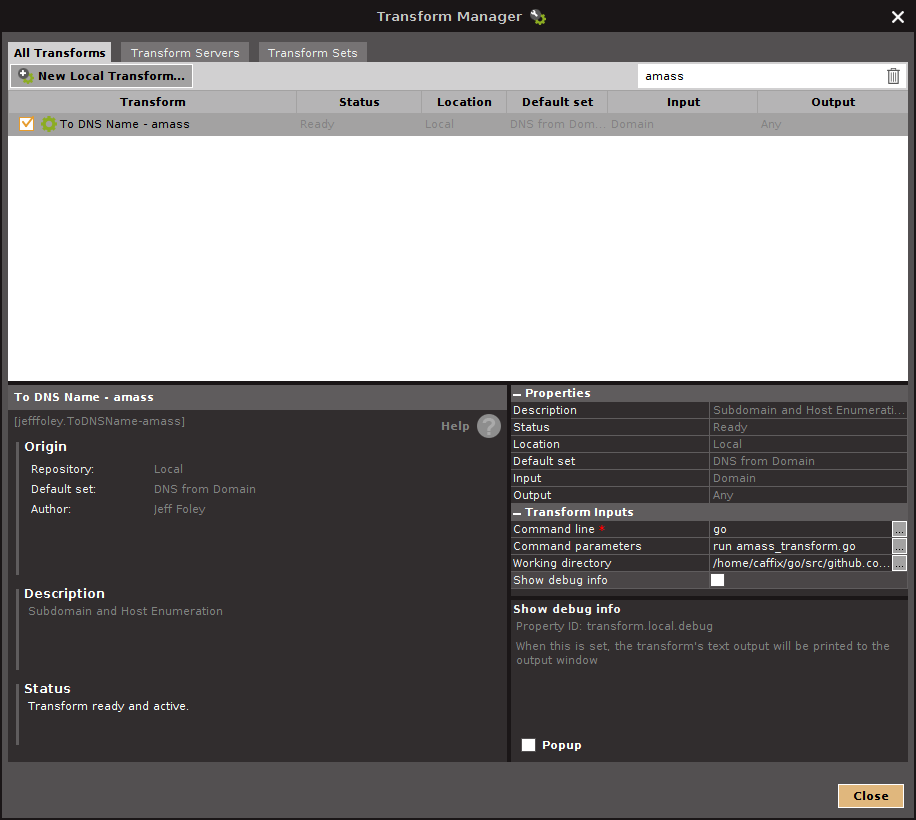 Transform Manager
All Transforms Transform Servers Transform Sets
New Local Transform... amass
Transform Status Location Default set Input Output
To DNS Name - amass Ready Local DNS from Dom... Domain Any
To DNS Name - amass
[jefffoley.ToDNSName-amass]
Help ?
Origin
Repository: Local
Default set: DNS from Domain
Author: Jeff Foley
Description
Subdomain and Host Enumeration
Status
Transform ready and active.
Properties
Description Subdomain and Host Enumerati...
Status Ready
Location Local
Default set DNS from Domain
Input Domain
Output Any
Transform Inputs
Command line * go ...
Command parameters run amass_transform.go ...
Working directory /home/caffix/go/src/github.co... ...
Show debug info
Show debug info
Property ID: transform.local.debug
When this is set, the transform's text output will be printed to the
output window
Popup
Close